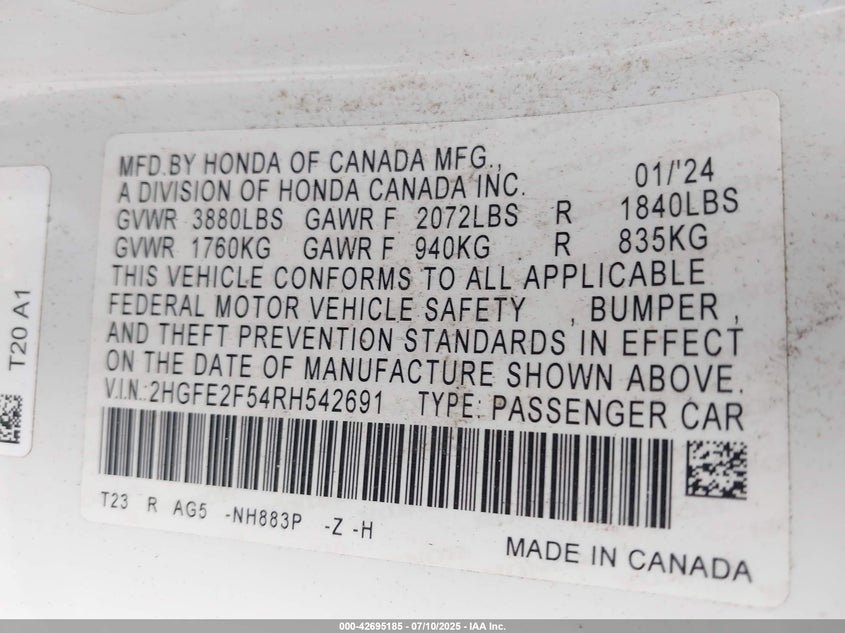 MFD.BY HONDA OF CANADA MFG.,
A DIVISION OF HONDA CANADA INC. 01/'24
GVWR 3880LBS GAWR F 2072LBS R 1840LBS
GVWR 1760KG GAWR F 940KG R 835KG
THIS VEHICLE CONFORMS TO ALL APPLICABLE
FEDERAL MOTOR VEHICLE SAFETY , BUMPER ,
AND THEFT PREVENTION STANDARDS IN EFFECT
ON THE DATE OF MANUFACTURE SHOWN ABOVE.
V.I.N.:2HGFE2F54RH542691 TYPE: PASSENGER CAR
T23 R AG5 -NH883P -Z -H
MADE IN CANADA
T20 A1
000-42695185 - 07/10/2025 - IAA Inc.